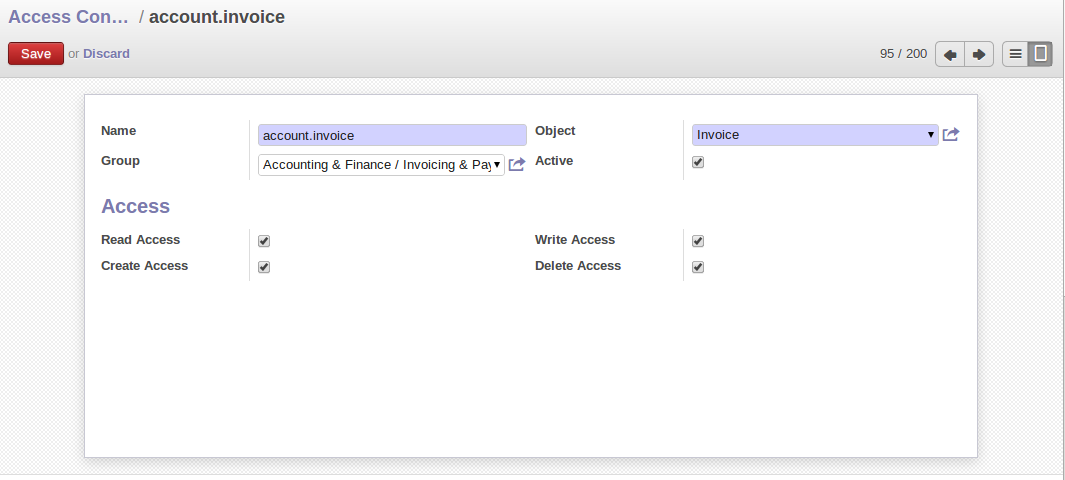 Access Con… / account.invoice
Save or Discard
95 / 200
Name
account.invoice
Object
Invoice
Group
Accounting & Finance / Invoicing & Pay
Active
Access
Read Access
Write Access
Create Access
Delete Access